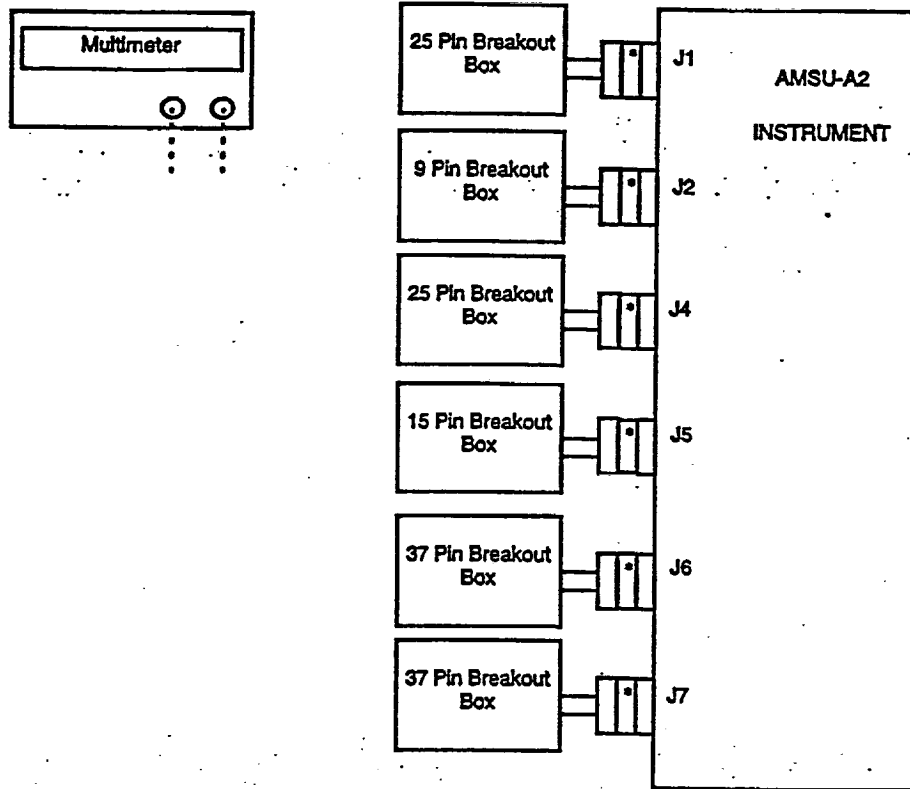 Multimeter
25 Pin Breakout
Box
* J1
AMSU-A2
INSTRUMENT
9 Pin Breakout
Box
* J2
25 Pin Breakout
Box
* J4
15 Pin Breakout
Box
* J5
37 Pin Breakout
Box
* J6
37 Pin Breakout
Box
* J7